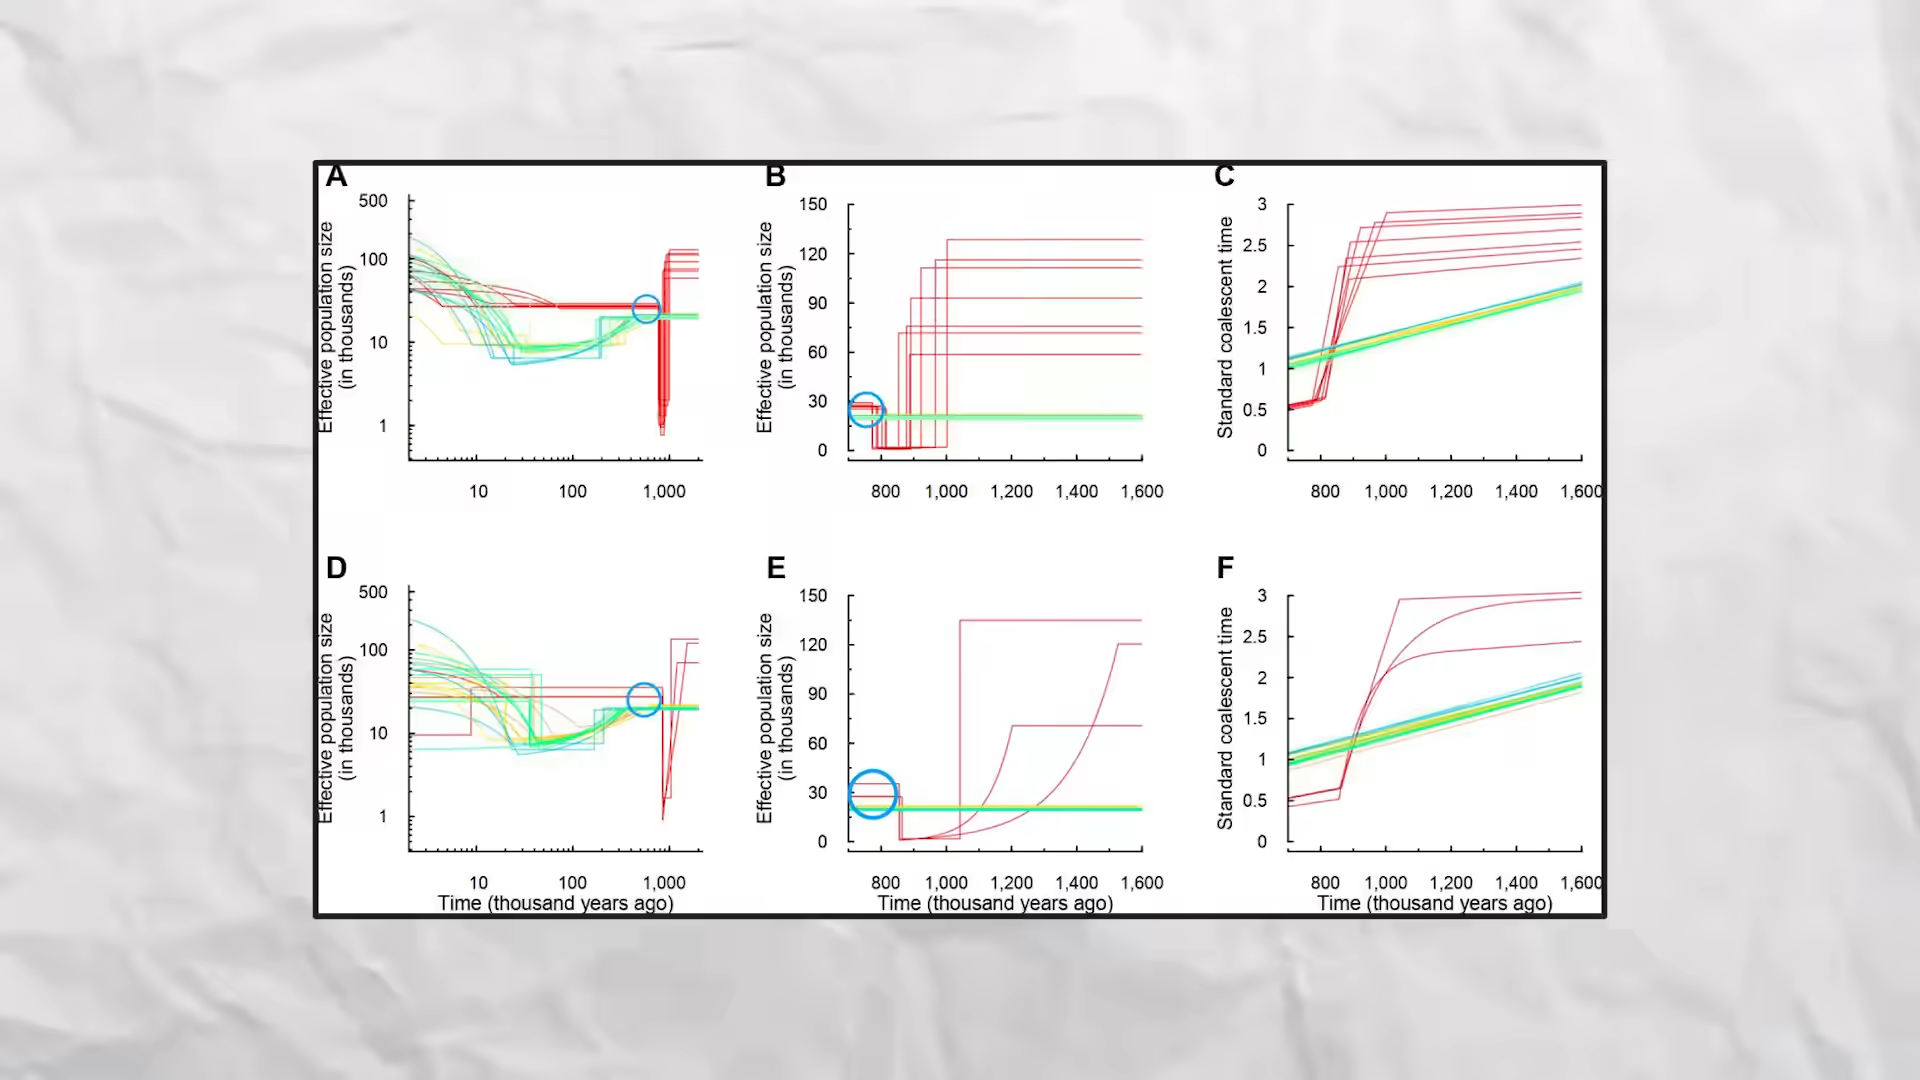 A
Effective population size
(in thousands)
500
100
10
1
10 100 1,000
B
Effective population size
(in thousands)
150
120
90
60
30
0
800 1,000 1,200 1,400 1,600
C
Standard coalescent time
3
2.5
2
1.5
1
0.5
0
800 1,000 1,200 1,400 1,600
D
Effective population size
(in thousands)
500
100
10
1
10 100 1,000
Time (thousand years ago)
E
Effective population size
(in thousands)
150
120
90
60
30
0
800 1,000 1,200 1,400 1,600
Time (thousand years ago)
F
Standard coalescent time
3
2.5
2
1.5
1
0.5
0
800 1,000 1,200 1,400 1,600
Time (thousand years ago)